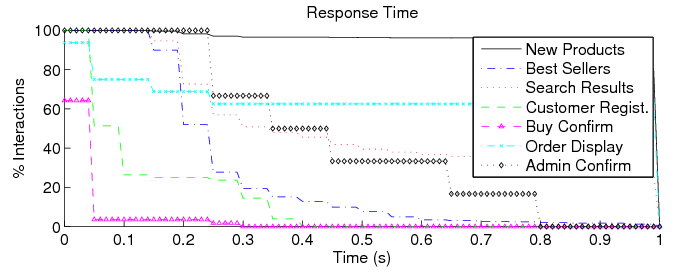 Response Time
% Interactions
100
80
60
40
20
0
0 0.1 0.2 0.3 0.4 0.5 0.6 0.7 0.8 0.9 1
Time (s)
New Products
Best Sellers
Search Results
Customer Regist.
Buy Confirm
Order Display
Admin Confirm